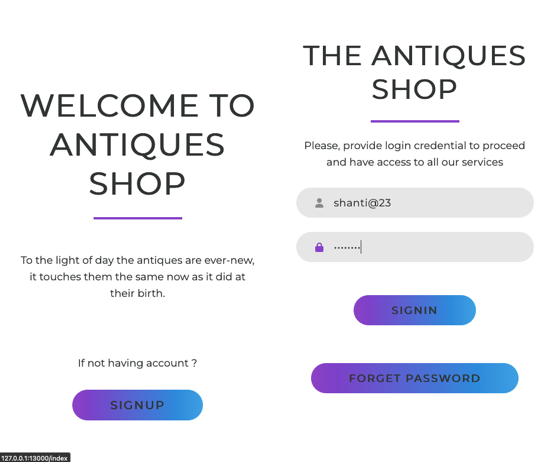 WELCOME TO
ANTIQUES
SHOP
To the light of day the antiques are ever-new,
it touches them the same now as it did at
their birth.
If not having account ?
SIGNUP
THE ANTIQUES
SHOP
Please, provide login credential to proceed
and have access to all our services
shanti@23
········
SIGNIN
FORGET PASSWORD
127.0.0.1:13000/index